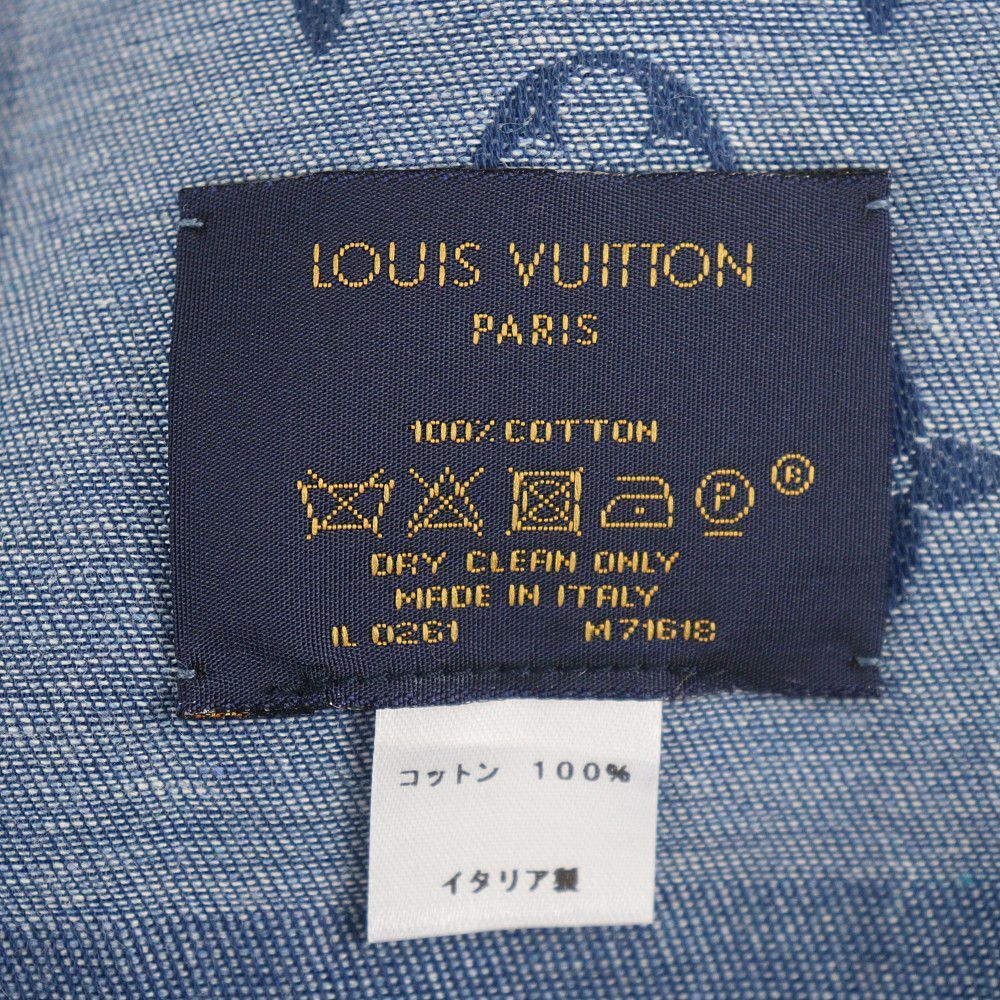 LOUIS VUITTON
PARIS
100% COTTON
P ®
DRY CLEAN ONLY
MADE IN ITALY
IL 0261 M71618
コットン 100%
イタリア製